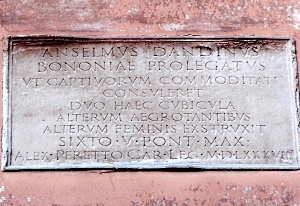 ANSELMVS DANDINVS
BONONIAE PROLEGATVS
VT CAPTIVORVM COMMODITATI
CONSVLERET
DVO HAEC CVBICVLA
ALTERVM AEGROTANTIBVS
ALTERVM FEMINIS EXSTRVXIT
SIXTO·V·PONT·MAX·
ALEX·PERETTO·CAR·LEG·